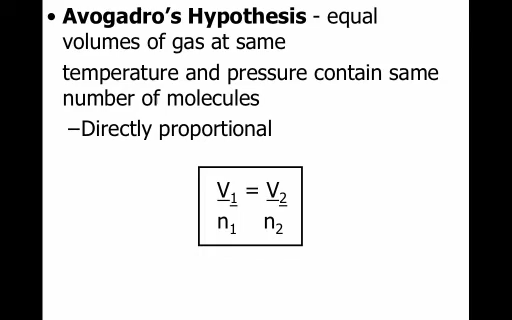 • Avogadro's Hypothesis - equal
volumes of gas at same
temperature and pressure contain same
number of molecules
–Directly proportional
V₁ = V₂
n₁ n₂